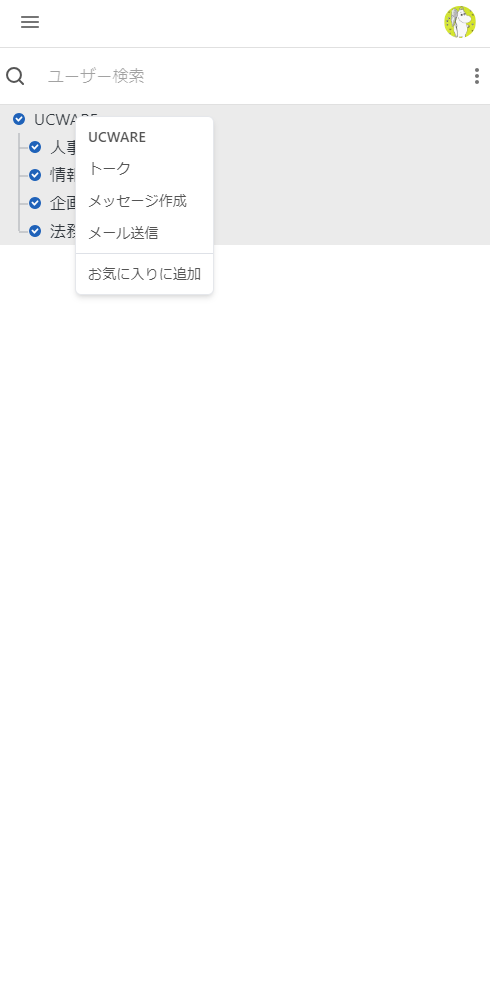 ユーザー検索
UCWARE
人事
情報
企画
法務
UCWARE
トーク
メッセージ作成
メール送信
お気に入りに追加